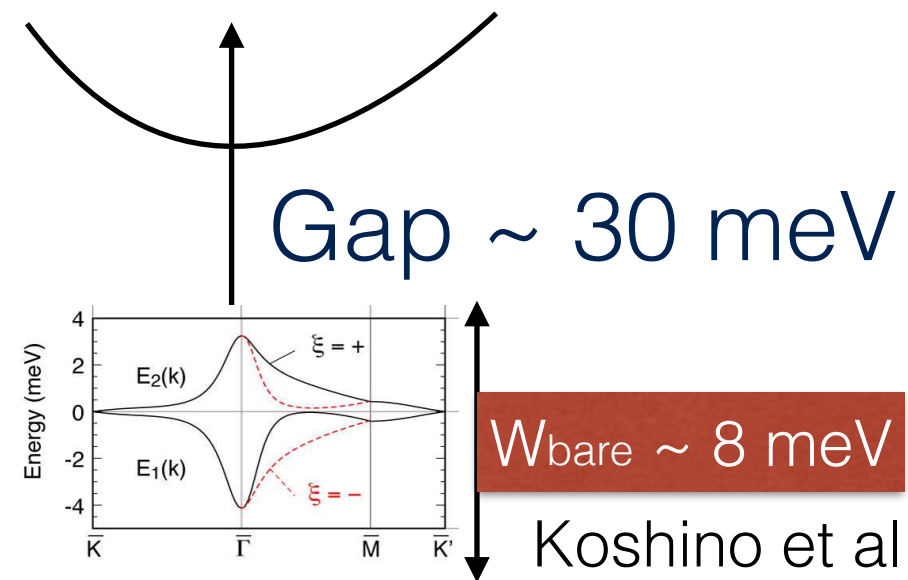 Gap ~ 30 meV
4
2
0
-2
-4
Energy (meV)
E₂(k)
E₁(k)
ξ = +
ξ = −
K̅
Γ̅
M̅
K̅'
Wbare ~ 8 meV
Koshino et al